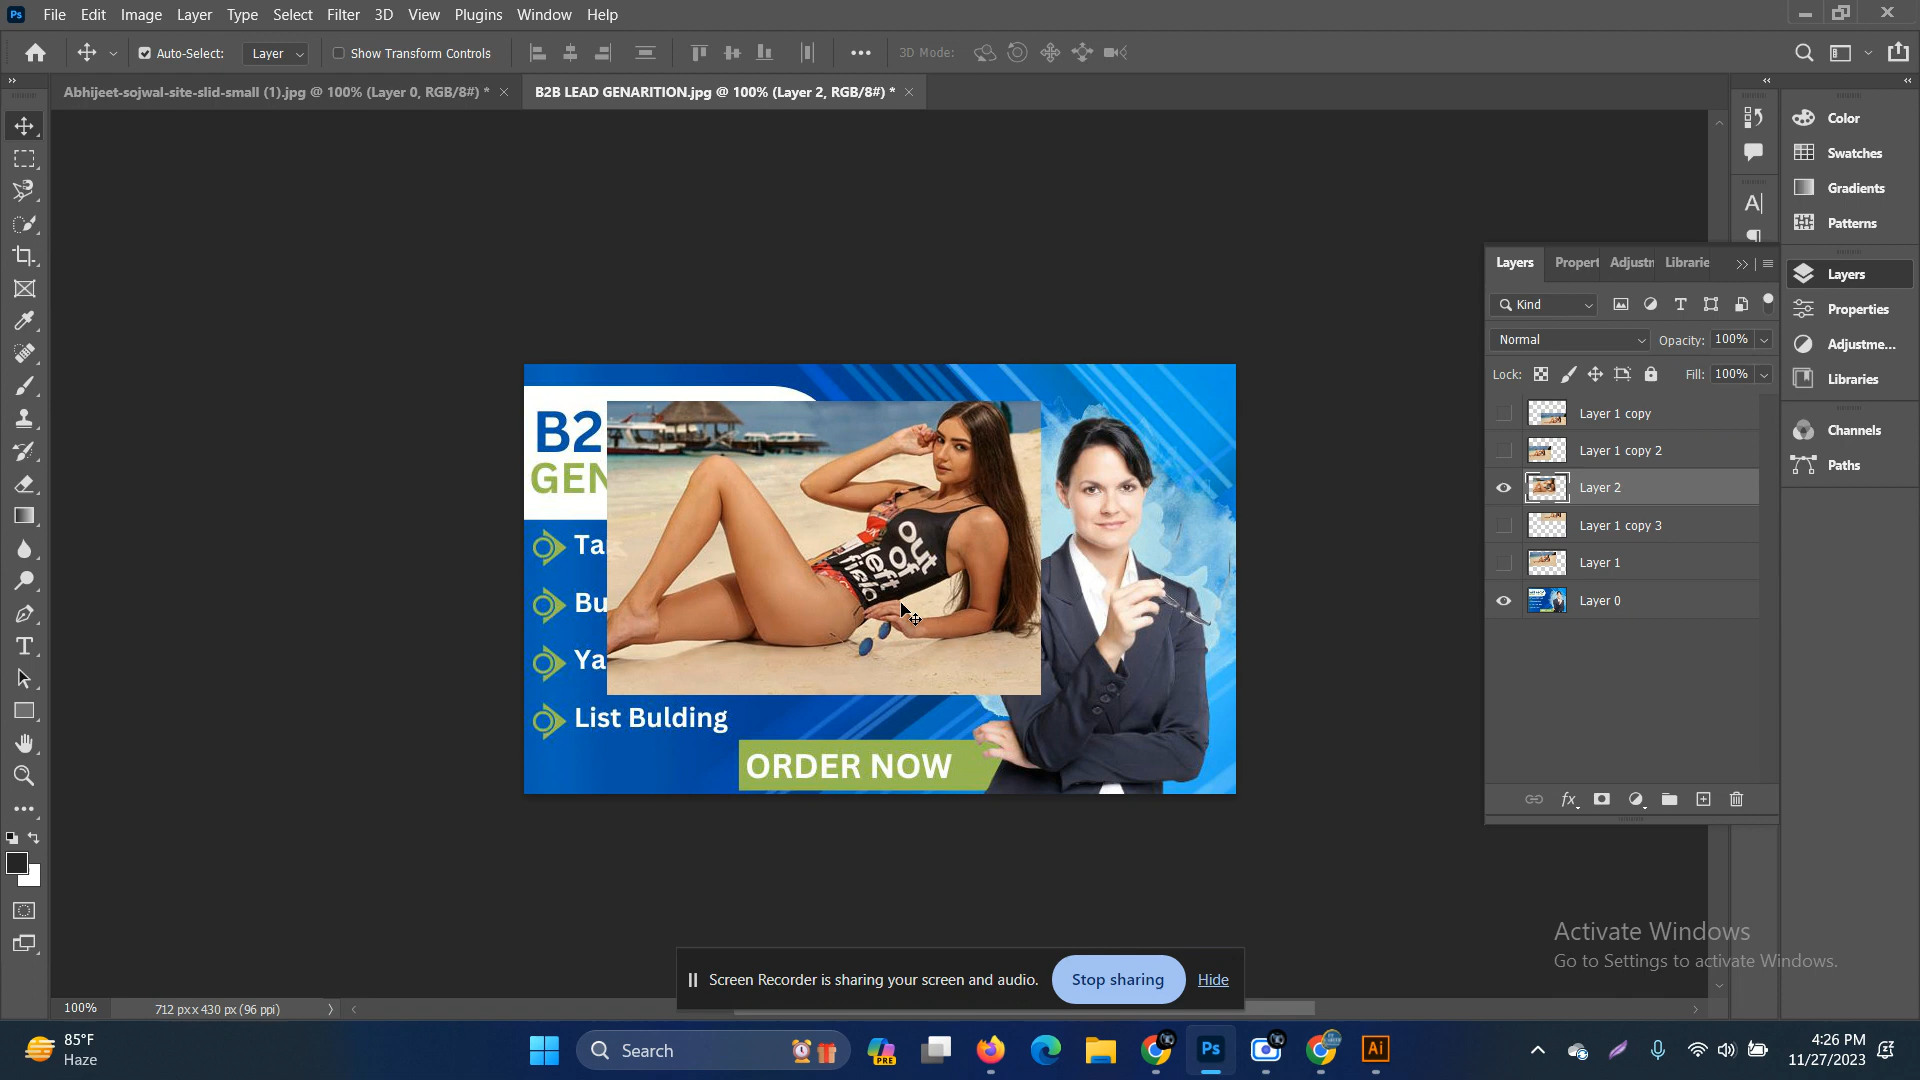 File Edit Image Layer Type Select Filter 3D View Plugins Window Help
Auto-Select: Layer Show Transform Controls 3D Mode:
Abhijeet-sojwal-site-slid-small (1).jpg @ 100% (Layer 0, RGB/8#) * B2B LEAD GENARITION.jpg @ 100% (Layer 2, RGB/8#) *
Color
Swatches
Gradients
Patterns
Layers
Properties
Adjustme...
Libraries
Channels
Paths
Layers Propert Adjustn Librarie
Kind
Normal Opacity: 100%
Lock: Fill: 100%
Layer 1 copy
Layer 1 copy 2
Layer 2
Layer 1 copy 3
Layer 1
Layer 0
B2
GEN
out
OF
left
field
Ta
Bu
Ya
List Bulding
ORDER NOW
Activate Windows
Go to Settings to activate Windows.
Screen Recorder is sharing your screen and audio. Stop sharing Hide
100% 712 px x 430 px (96 ppi)
85°F
Haze
Search
PRE
Ps
Ai
4:26 PM
11/27/2023